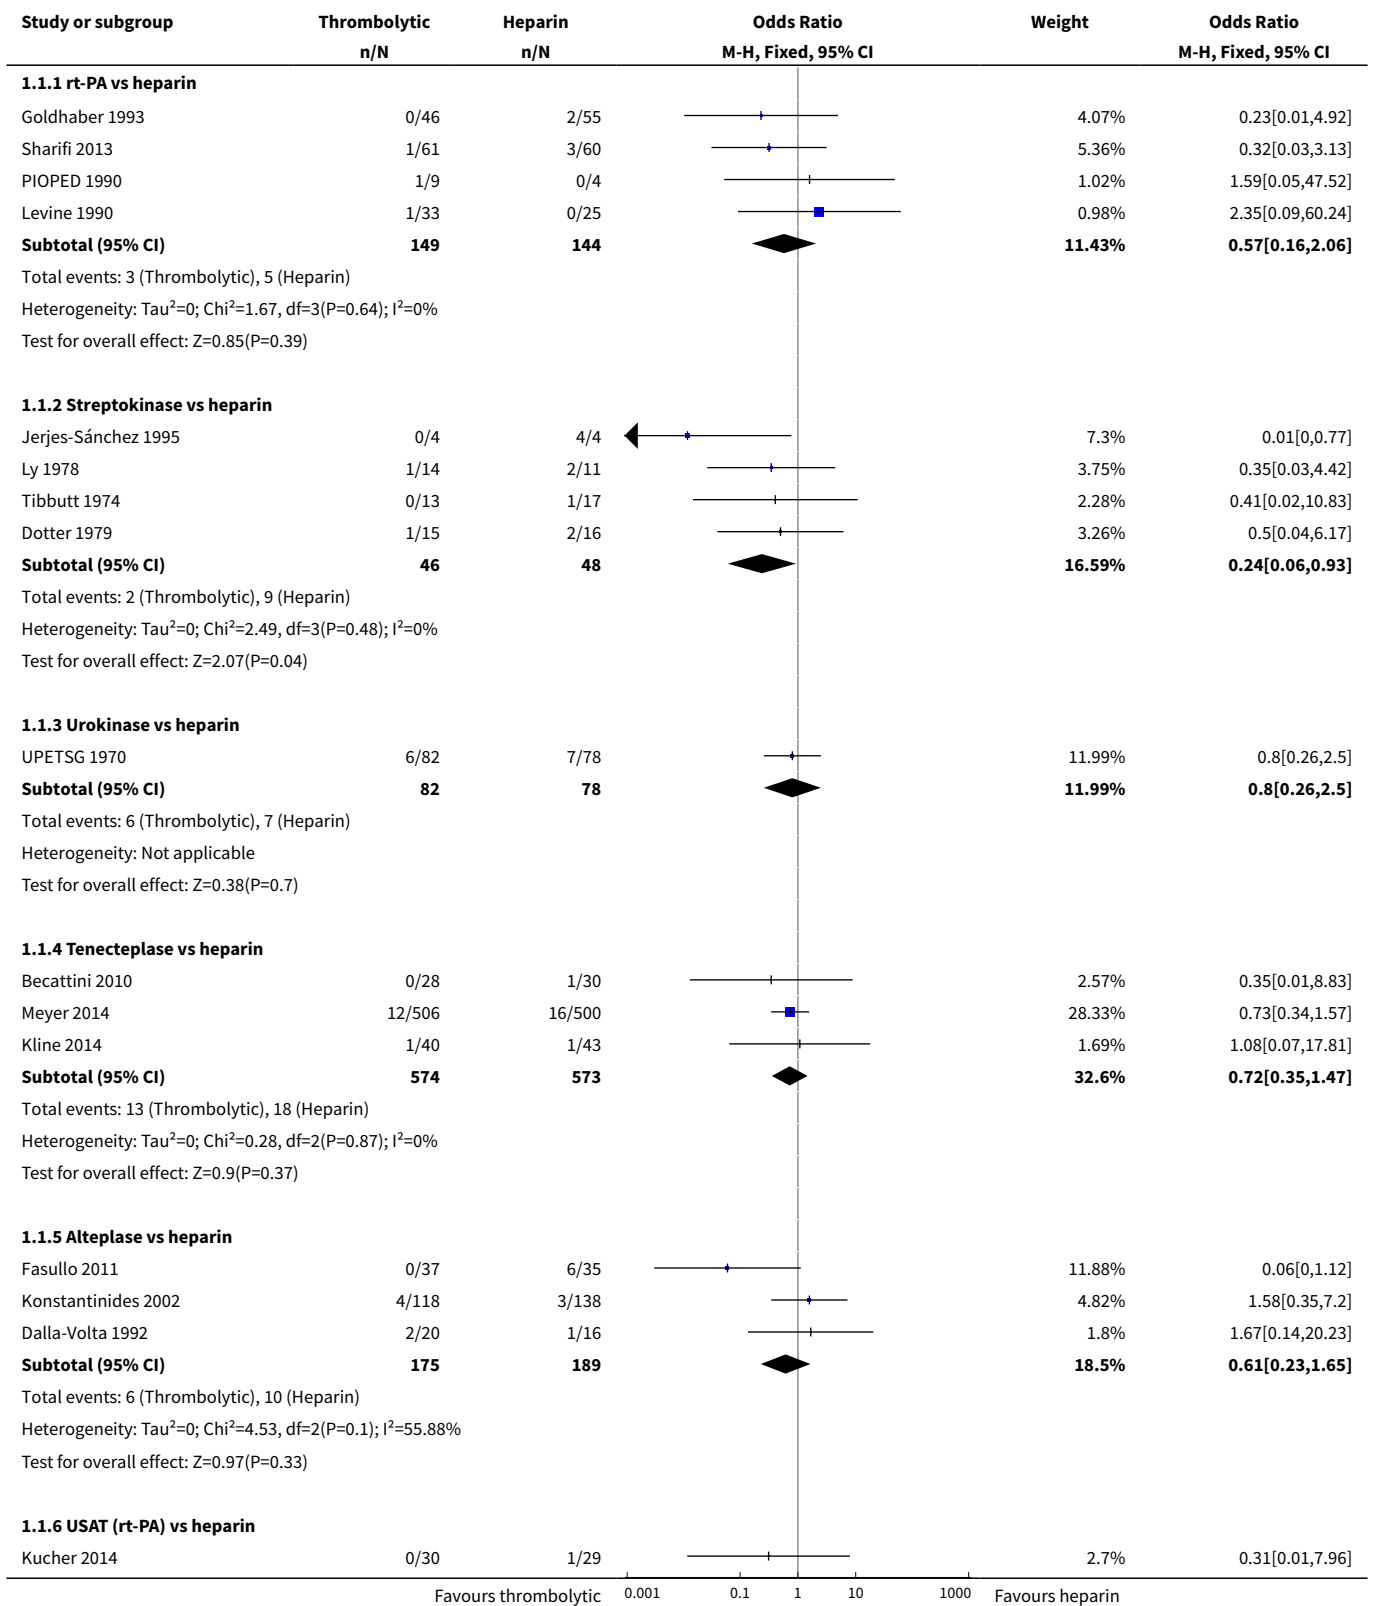 Study or subgroup Thrombolytic Heparin Odds Ratio Weight Odds Ratio
n/N n/N M-H, Fixed, 95% CI M-H, Fixed, 95% CI
1.1.1 rt-PA vs heparin
Goldhaber 1993 0/46 2/55 4.07% 0.23[0.01,4.92]
Sharifi 2013 1/61 3/60 5.36% 0.32[0.03,3.13]
PIOPED 1990 1/9 0/4 1.02% 1.59[0.05,47.52]
Levine 1990 1/33 0/25 0.98% 2.35[0.09,60.24]
Subtotal (95% CI) 149 144 11.43% 0.57[0.16,2.06]
Total events: 3 (Thrombolytic), 5 (Heparin)
Heterogeneity: Tau²=0; Chi²=1.67, df=3(P=0.64); I²=0%
Test for overall effect: Z=0.85(P=0.39)
1.1.2 Streptokinase vs heparin
Jerjes-Sánchez 1995 0/4 4/4 7.3% 0.01[0,0.77]
Ly 1978 1/14 2/11 3.75% 0.35[0.03,4.42]
Tibbutt 1974 0/13 1/17 2.28% 0.41[0.02,10.83]
Dotter 1979 1/15 2/16 3.26% 0.5[0.04,6.17]
Subtotal (95% CI) 46 48 16.59% 0.24[0.06,0.93]
Total events: 2 (Thrombolytic), 9 (Heparin)
Heterogeneity: Tau²=0; Chi²=2.49, df=3(P=0.48); I²=0%
Test for overall effect: Z=2.07(P=0.04)
1.1.3 Urokinase vs heparin
UPETSG 1970 6/82 7/78 11.99% 0.8[0.26,2.5]
Subtotal (95% CI) 82 78 11.99% 0.8[0.26,2.5]
Total events: 6 (Thrombolytic), 7 (Heparin)
Heterogeneity: Not applicable
Test for overall effect: Z=0.38(P=0.7)
1.1.4 Tenecteplase vs heparin
Becattini 2010 0/28 1/30 2.57% 0.35[0.01,8.83]
Meyer 2014 12/506 16/500 28.33% 0.73[0.34,1.57]
Kline 2014 1/40 1/43 1.69% 1.08[0.07,17.81]
Subtotal (95% CI) 574 573 32.6% 0.72[0.35,1.47]
Total events: 13 (Thrombolytic), 18 (Heparin)
Heterogeneity: Tau²=0; Chi²=0.28, df=2(P=0.87); I²=0%
Test for overall effect: Z=0.9(P=0.37)
1.1.5 Alteplase vs heparin
Fasullo 2011 0/37 6/35 11.88% 0.06[0,1.12]
Konstantinides 2002 4/118 3/138 4.82% 1.58[0.35,7.2]
Dalla-Volta 1992 2/20 1/16 1.8% 1.67[0.14,20.23]
Subtotal (95% CI) 175 189 18.5% 0.61[0.23,1.65]
Total events: 6 (Thrombolytic), 10 (Heparin)
Heterogeneity: Tau²=0; Chi²=4.53, df=2(P=0.1); I²=55.88%
Test for overall effect: Z=0.97(P=0.33)
1.1.6 USAT (rt-PA) vs heparin
Kucher 2014 0/30 1/29 2.7% 0.31[0.01,7.96]
Favours thrombolytic 0.001 0.1 1 10 1000 Favours heparin